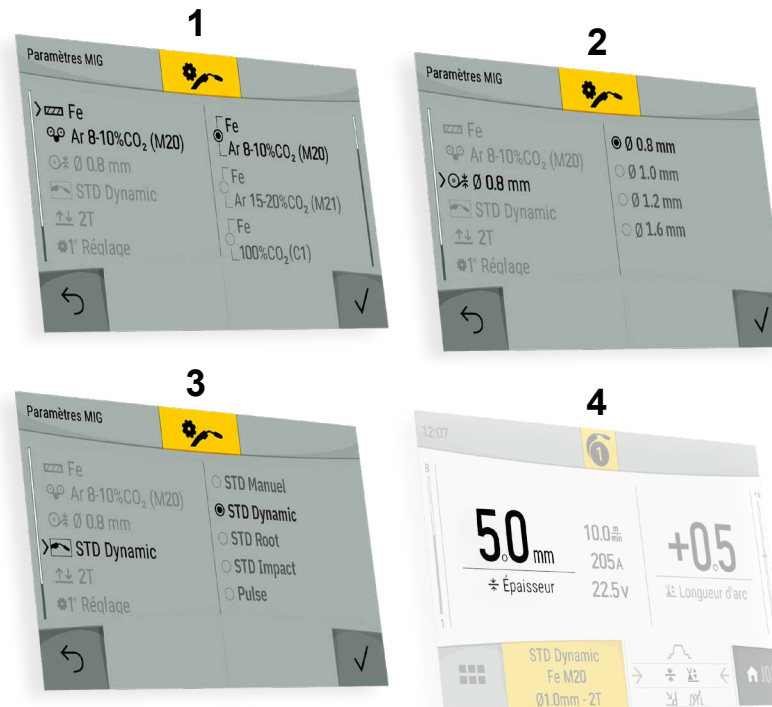 1
Paramètres MIG
Fe
Ar 8-10%CO₂ (M20)
Ø 0.8 mm
STD Dynamic
2T
1° Réglage
Fe
Ar 8-10%CO₂ (M20)
Fe
Ar 15-20%CO₂ (M21)
Fe
100%CO₂(C1)
2
Paramètres MIG
Fe
Ar 8-10%CO₂ (M20)
Ø 0.8 mm
STD Dynamic
2T
1° Réglage
Ø 0.8 mm
Ø 1.0 mm
Ø 1.2 mm
Ø 1.6 mm
3
Paramètres MIG
Fe
Ar 8-10%CO₂ (M20)
Ø 0.8 mm
STD Dynamic
2T
1° Réglage
STD Manuel
STD Dynamic
STD Root
STD Impact
Pulse
4
12:07
1
8
1
5.0 mm
Épaisseur
10.0 m/min
205A
22.5V
+0.5
Longueur d'arc
STD Dynamic
Fe M20
Ø1.0mm - 2T